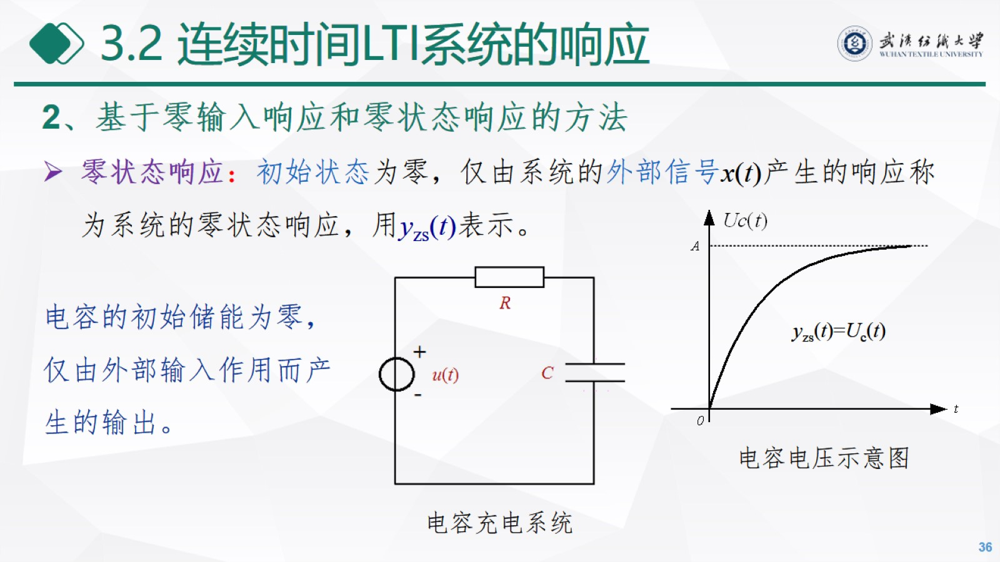 3.2 连续时间LTI系统的响应
武汉纺织大学
WUHAN TEXTILE UNIVERSITY
2、基于零输入响应和零状态响应的方法
➢ 零状态响应：初始状态为零，仅由系统的外部信号x(t)产生的响应称
为系统的零状态响应，用yzs(t)表示。
电容的初始储能为零，
仅由外部输入作用而产
生的输出。
R
+
u(t)
-
C
电容充电系统
Uc(t)
A
yzs(t)=Uc(t)
0
t
电容电压示意图
36